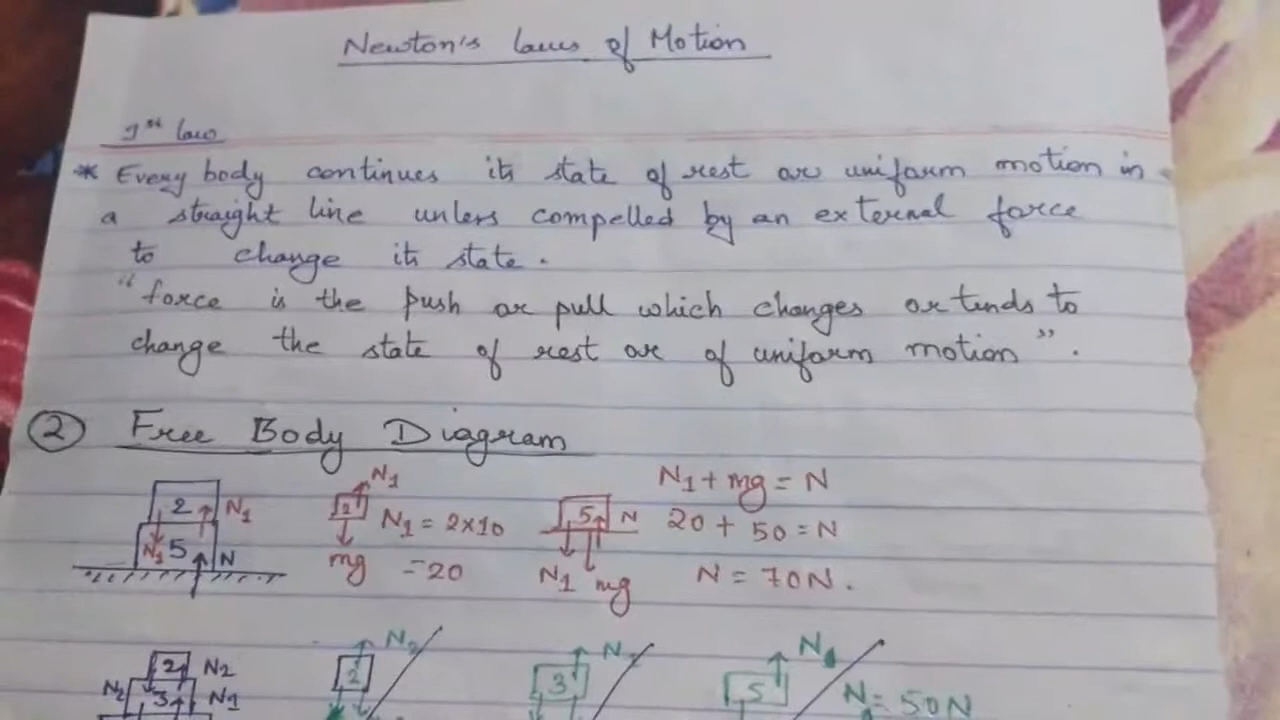 Newton's laws of Motion
1st law
* Every body continues its state of rest or uniform motion in
a straight line unless compelled by an external force
to change its state.
"force is the push or pull which changes or tends to
change the state of rest or of uniform motion".
② Free Body Diagram
2 N1
N1 5 N
2 N1
mg
N1 = 2×10
= 20
5 N
N1 mg
N1 + mg = N
20 + 50 = N
N = 70N.
2 N2
N2 3 N1
2
3
5
= 50N